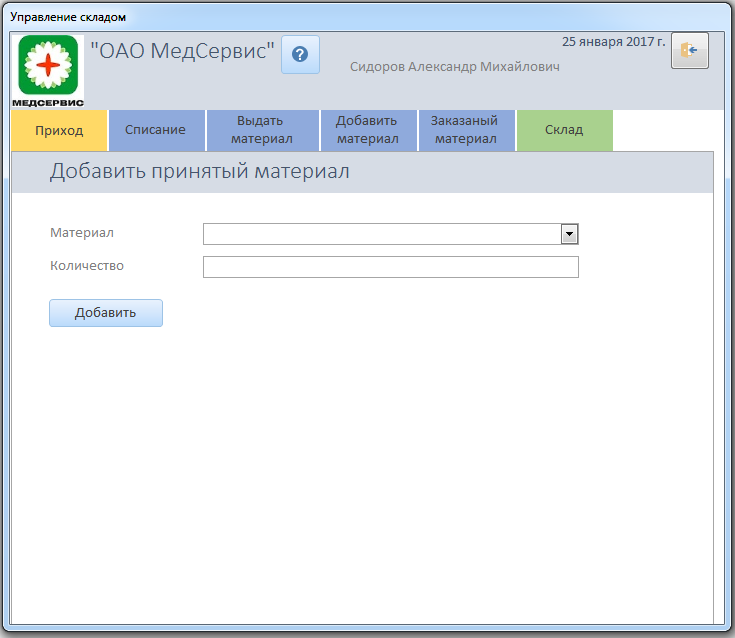 Управление складом
"ОАО МедСервис"
?
25 января 2017 г.
Сидоров Александр Михайлович
МЕДСЕРВИС
Приход
Списание
Выдать
материал
Добавить
материал
Заказаный
материал
Склад
Добавить принятый материал
Материал
Количество
Добавить